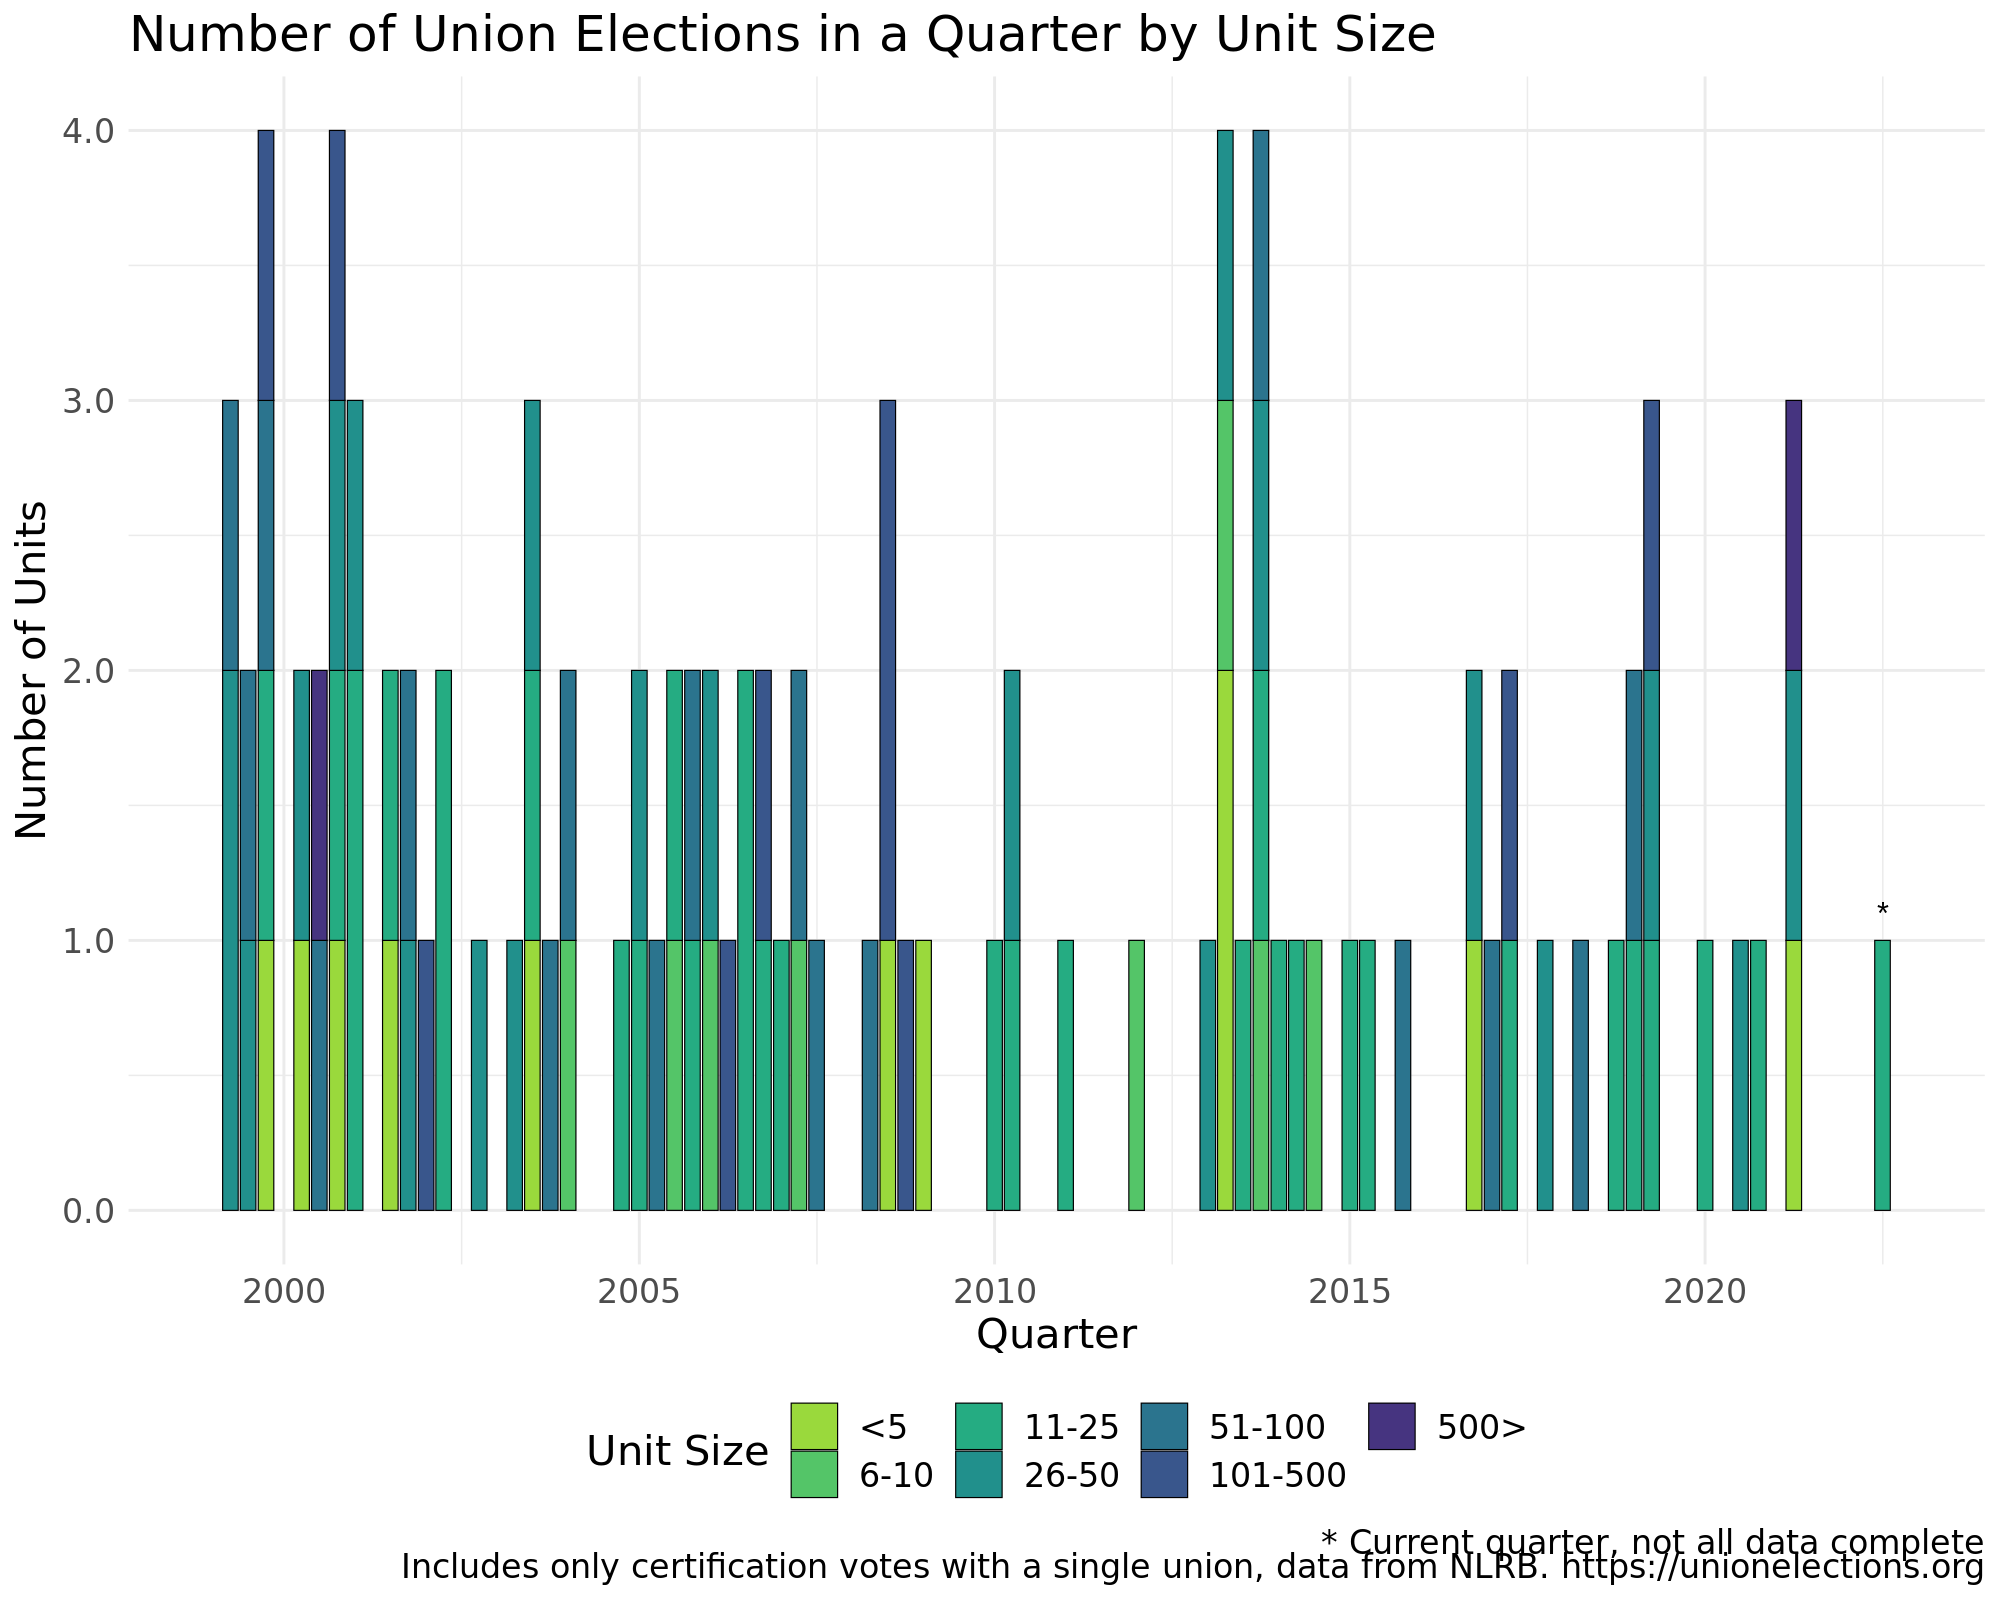 Number of Union Elections in a Quarter by Unit Size
Number of Units
4.0
3.0
2.0
1.0
0.0
*
2000 2005 2010 2015 2020
Quarter
Unit Size
<5 11-25 51-100 500>
6-10 26-50 101-500
* Current quarter, not all data complete
Includes only certification votes with a single union, data from NLRB. https://unionelections.org